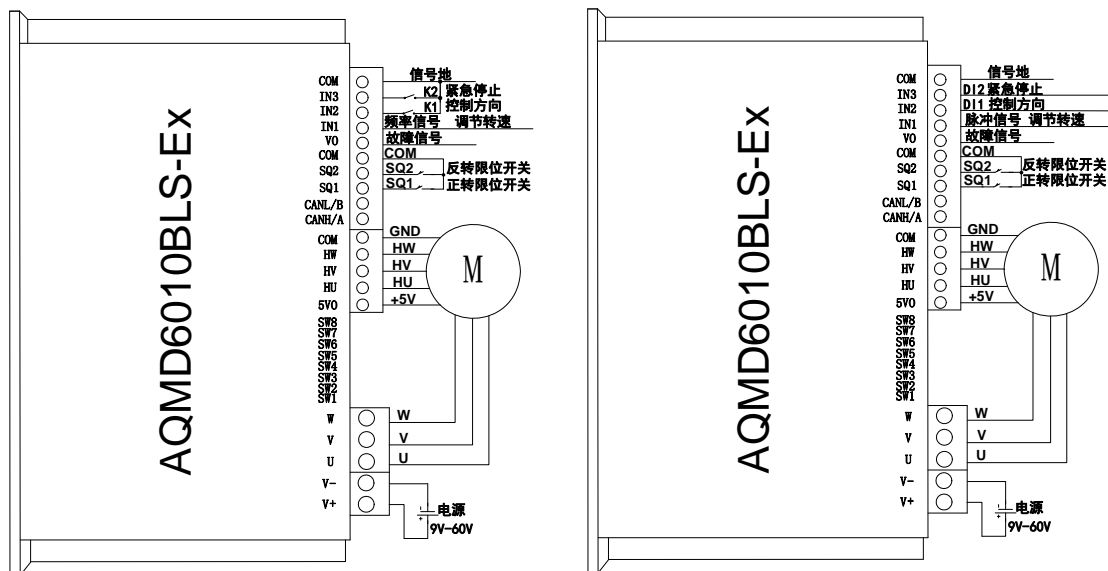 AQMD6010BLS-Ex
COM 信号地
IN3 K2 紧急停止
IN2 K1 控制方向
IN1 频率信号 调节转速
VO 故障信号
COM COM
SQ2 SQ2 反转限位开关
SQ1 SQ1 正转限位开关
CANL/B
CANH/A
COM GND
HW HW
HV HV
HU HU
5VO +5V
M
SW8
SW7
SW6
SW5
SW4
SW3
SW2
SW1
W W
V V
U U
V-
V+ 电源
9V-60V
AQMD6010BLS-Ex
COM 信号地
IN3 DI2 紧急停止
IN2 DI1 控制方向
IN1 脉冲信号 调节转速
VO 故障信号
COM COM
SQ2 SQ2 反转限位开关
SQ1 SQ1 正转限位开关
CANL/B
CANH/A
COM GND
HW HW
HV HV
HU HU
5VO +5V
M
SW8
SW7
SW6
SW5
SW4
SW3
SW2
SW1
W W
V V
U U
V-
V+ 电源
9V-60V